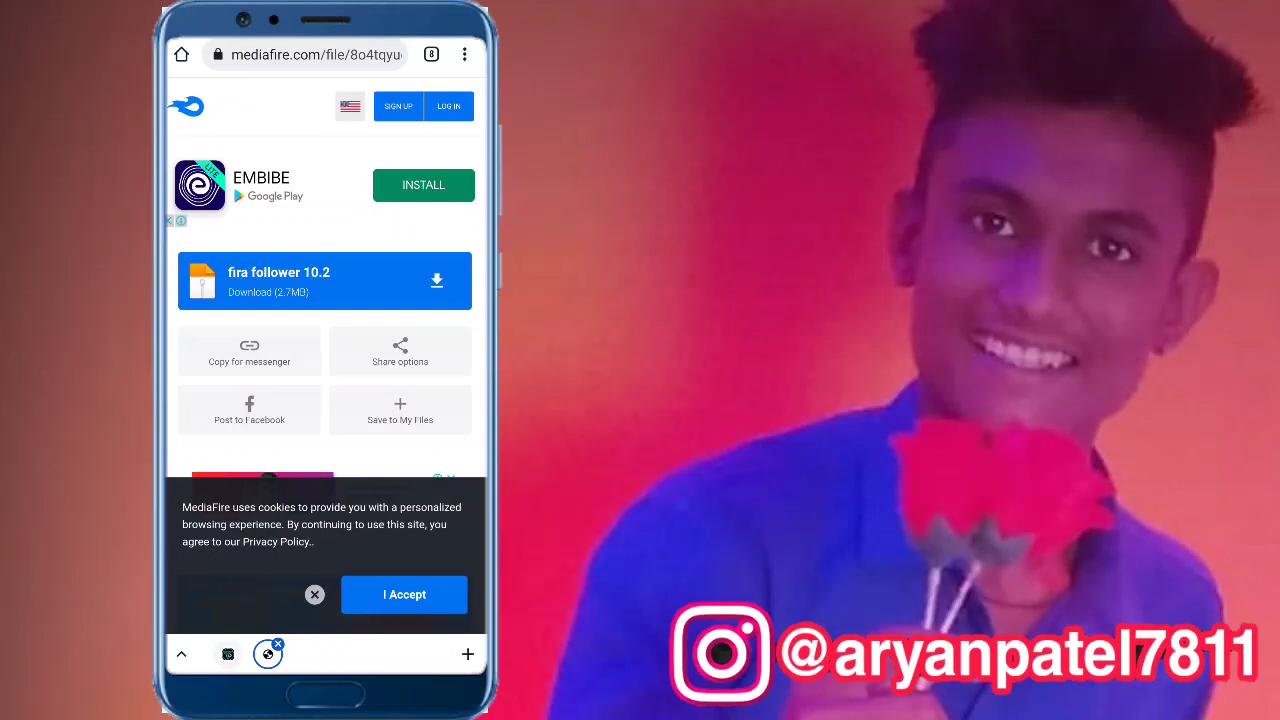 mediafire.com/file/8o4tqyu
8
SIGN UP
LOG IN
LITE
EMBIBE
Google Play
INSTALL
fira follower 10.2
Download (2.7MB)
Copy for messenger
Share options
Post to Facebook
Save to My Files
MediaFire uses cookies to provide you with a personalized
browsing experience. By continuing to use this site, you
agree to our Privacy Policy..
I Accept
@aryanpatel7811